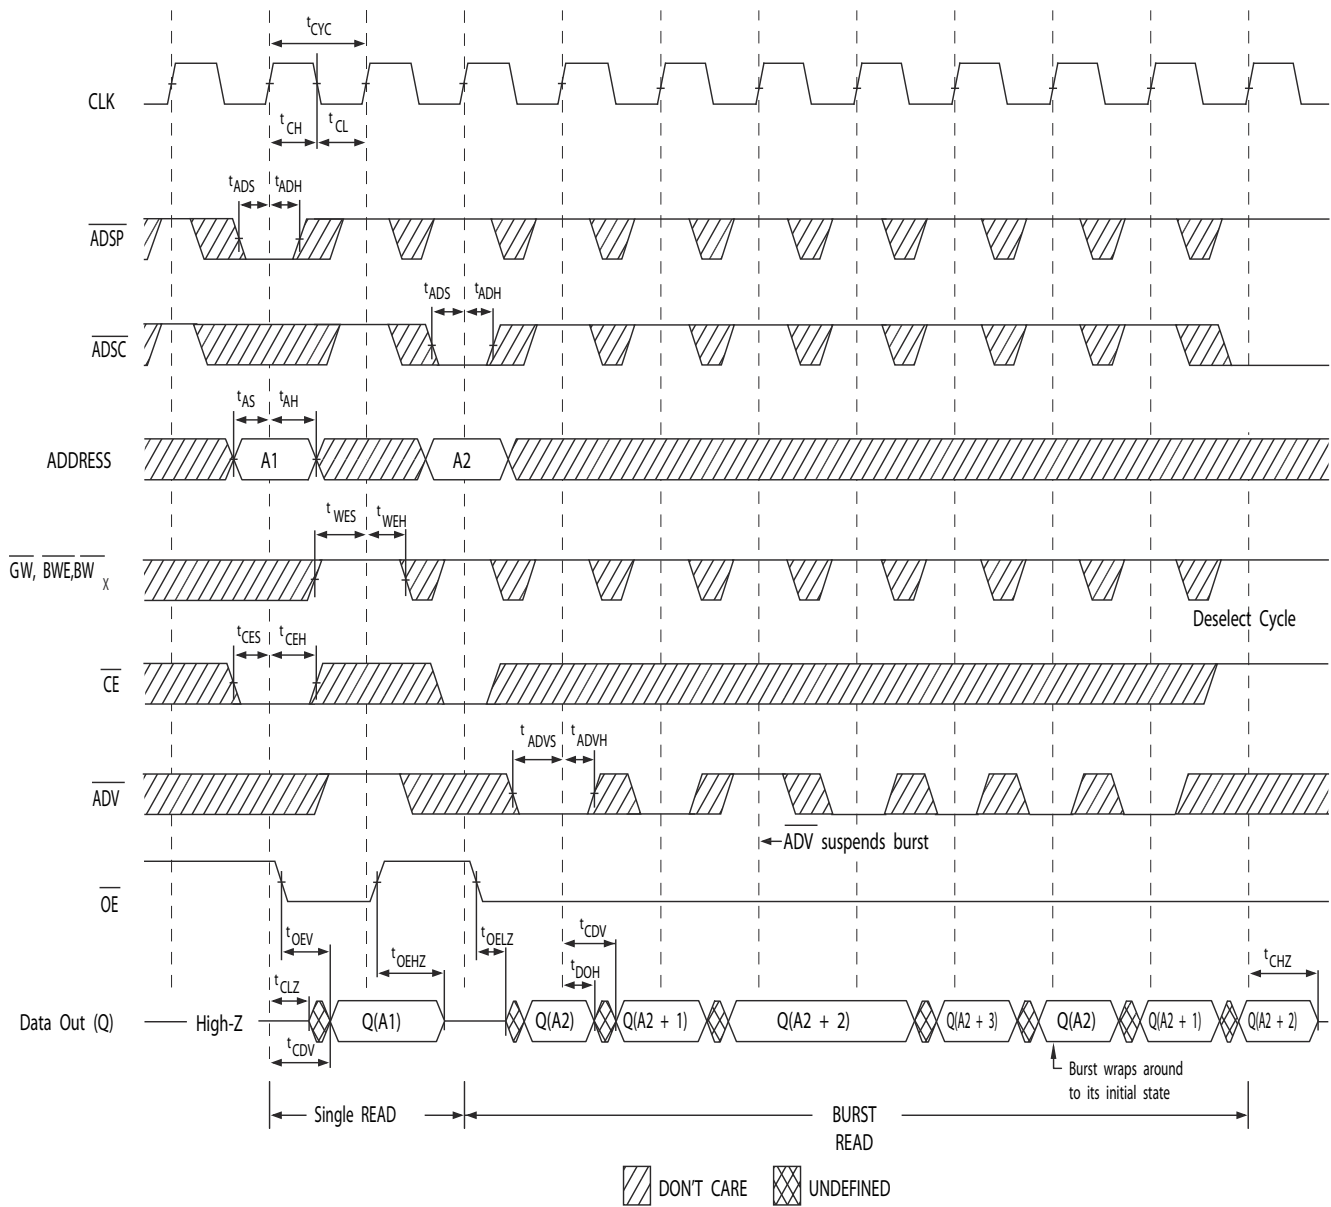 tCYC
CLK
tCH tCL
tADS tADH
ADSP
tADS tADH
ADSC
tAS tAH
ADDRESS A1 A2
tWES tWEH
GW, BWE,BW X
Deselect Cycle
tCES tCEH
CE
tADVS tADVH
ADV
ADV suspends burst
OE
tOEV tOEHZ tOELZ tCDV
tCLZ tDOH tCHZ
Data Out (Q) High-Z Q(A1) Q(A2) Q(A2 + 1) Q(A2 + 2) Q(A2 + 3) Q(A2) Q(A2 + 1) Q(A2 + 2)
tCDV
Burst wraps around
to its initial state
Single READ BURST
READ
DON'T CARE UNDEFINED